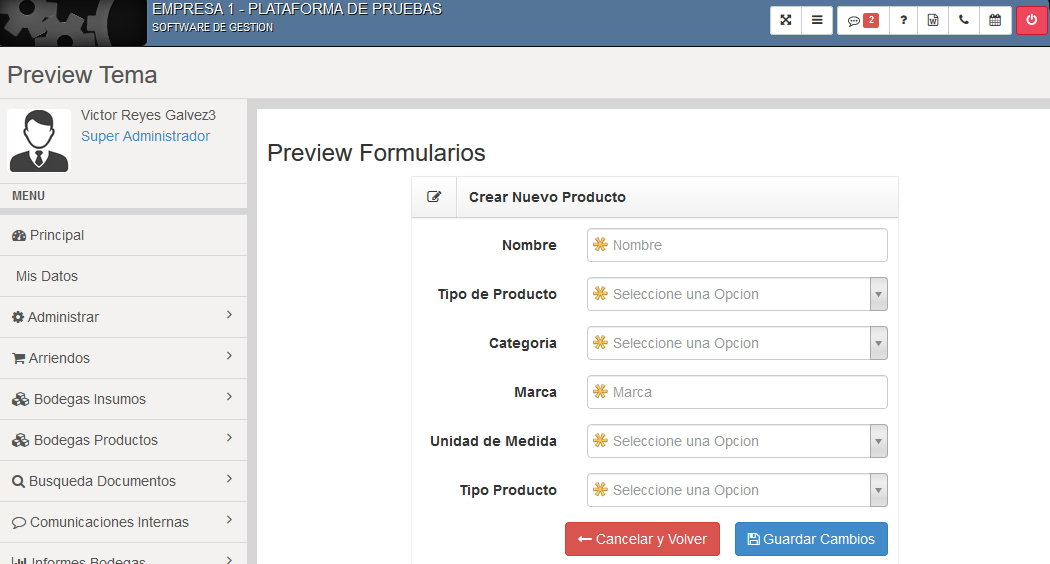 EMPRESA 1 - PLATAFORMA DE PRUEBAS
SOFTWARE DE GESTION
2
?
W
Preview Tema
Victor Reyes Galvez3
Super Administrador
MENU
Principal
Mis Datos
Administrar
Arriendos
Bodegas Insumos
Bodegas Productos
Busqueda Documentos
Comunicaciones Internas
Informes Bodegas
Preview Formularios
Crear Nuevo Producto
Nombre Nombre
Tipo de Producto Seleccione una Opcion
Categoria Seleccione una Opcion
Marca Marca
Unidad de Medida Seleccione una Opcion
Tipo Producto Seleccione una Opcion
Cancelar y Volver Guardar Cambios